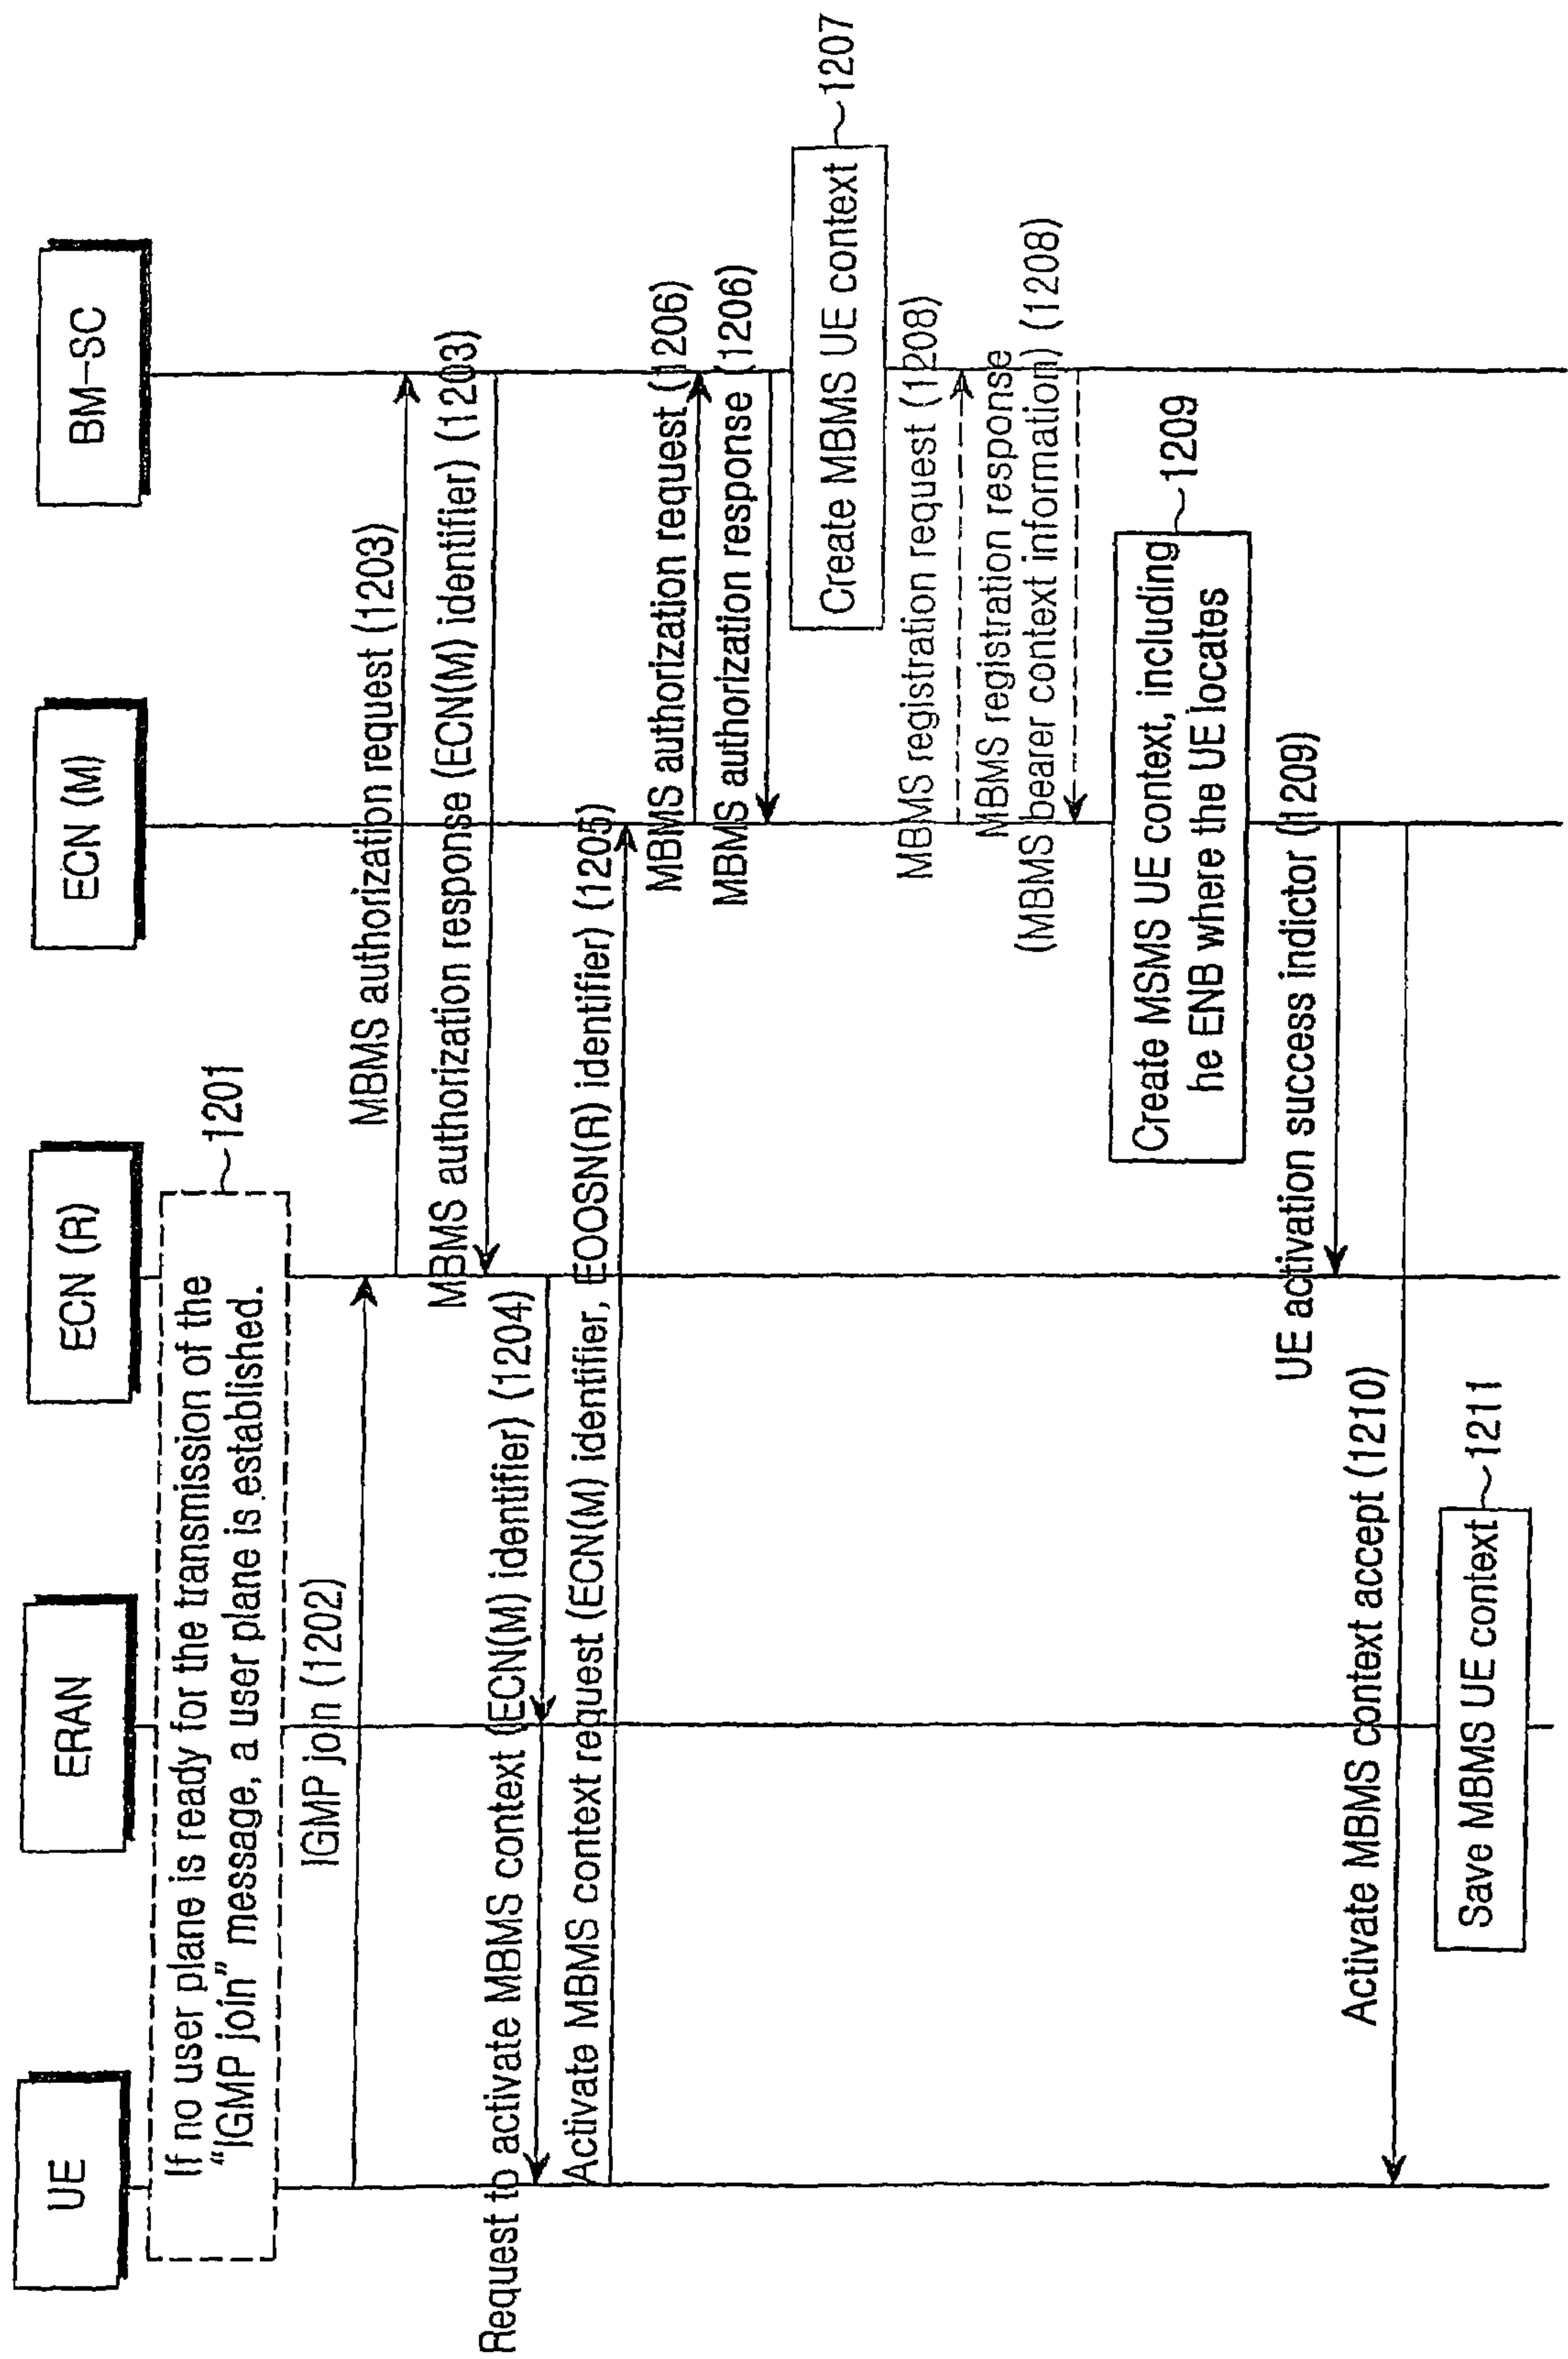 UE
ERAN
ECN (R)
ECN (M)
BM-SC
If no user plane is ready for the transmission of the
“IGMP join” message, a user plane is established.
1201
IGMP join (1202)
MBMS authorization request (1203)
MBMS authorization response (ECN(M) identifier) (1203)
Request to activate MBMS context (ECN(M) identifier) (1204)
Activate MBMS context request (ECN(M) identifier, EOOSN(R) identifier) (1205)
MBMS authorization request (1206)
MBMS authorization response (1206)
Create MBMS UE context
1207
MBMS registration request (1208)
MBMS registration response
(MBMS bearer context information) (1208)
Create MSMS UE context, including
he ENB where the UE locates
1209
UE activation success indictor (1209)
Activate MBMS context accept (1210)
Save MBMS UE context
1211